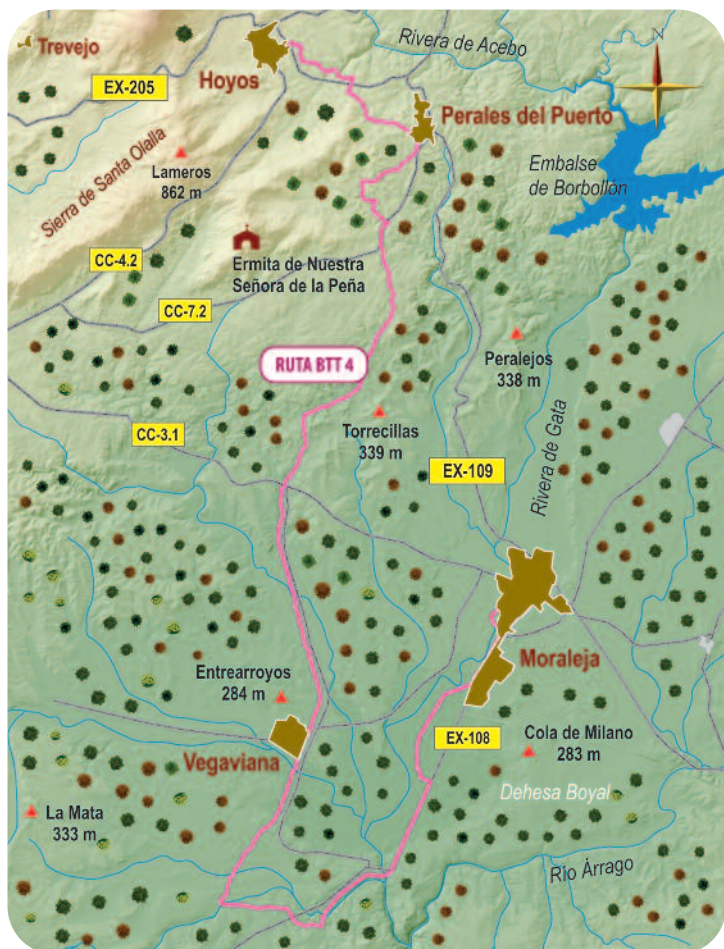 Trevejo
Hoyos
Rivera de Acebo
N
EX-205
Perales del Puerto
Sierra de Santa Olalla
Lameros
862 m
Embalse
de Borbollón
CC-4.2
Ermita de Nuestra
Señora de la Peña
CC-7.2
RUTA BTT 4
Peralejos
338 m
CC-3.1
Torrecillas
339 m
EX-109
Rivera de Gata
Moraleja
Entrearroyos
284 m
Vegaviana
EX-108
Cola de Milano
283 m
Dehesa Boyal
La Mata
333 m
Rio Árrago